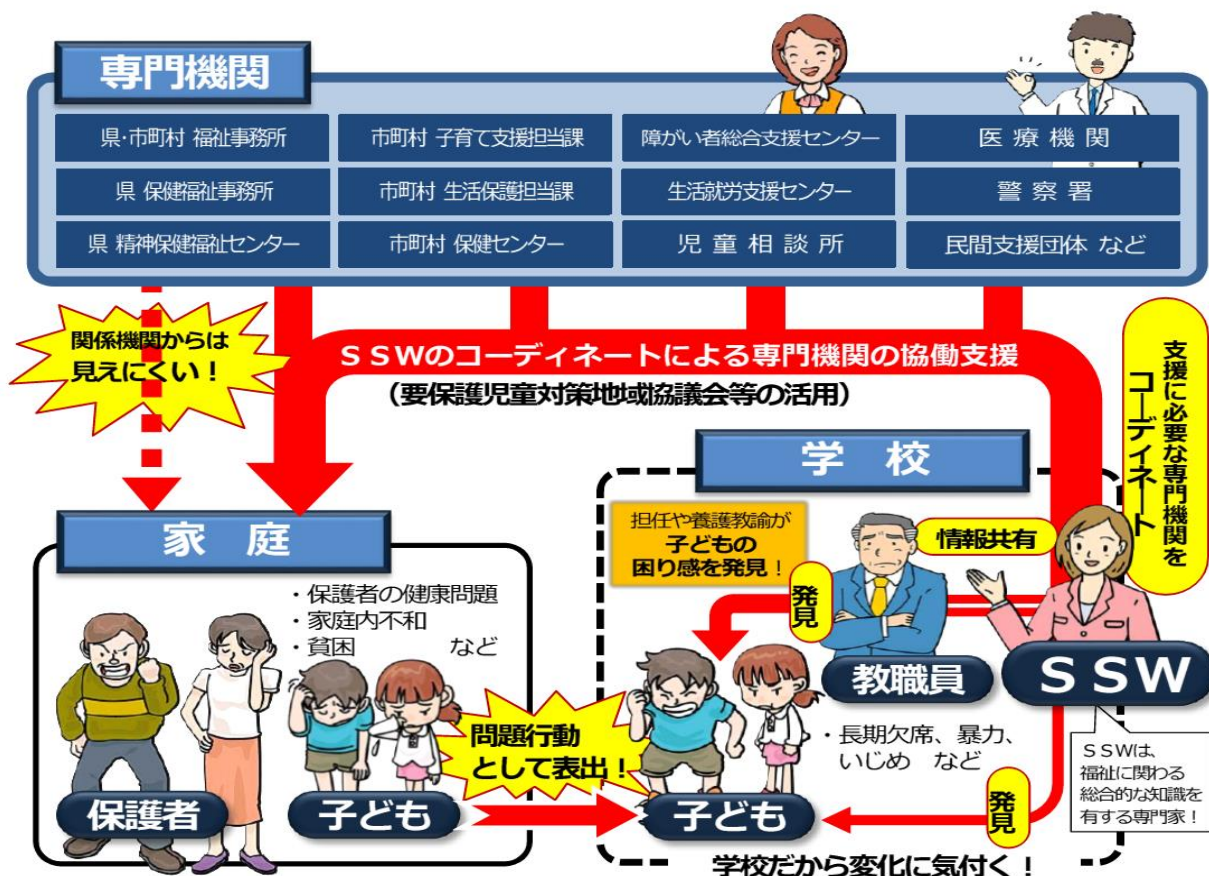 専門機関
県・市町村 福祉事務所
市町村 子育て支援担当課
障がい者総合支援センター
医療機関
県 保健福祉事務所
市町村 生活保護担当課
生活就労支援センター
警察署
県 精神保健福祉センター
市町村 保健センター
児童相談所
民間支援団体 など
関係機関からは
見えにくい！
ＳＳＷのコーディネートによる専門機関の協働支援
（要保護児童対策地域協議会等の活用）
支援に必要な専門機関を
コーディネート
学校
担任や養護教諭が
子どもの
困り感を発見！
情報共有
発見
教職員
ＳＳＷ
・長期欠席、暴力、
いじめ など
ＳＳＷは、
福祉に関わる
総合的な知識を
有する専門家！
発見
子ども
学校だから変化に気付く！
家庭
・保護者の健康問題
・家庭内不和
・貧困 など
保護者
子ども
問題行動
として表出！